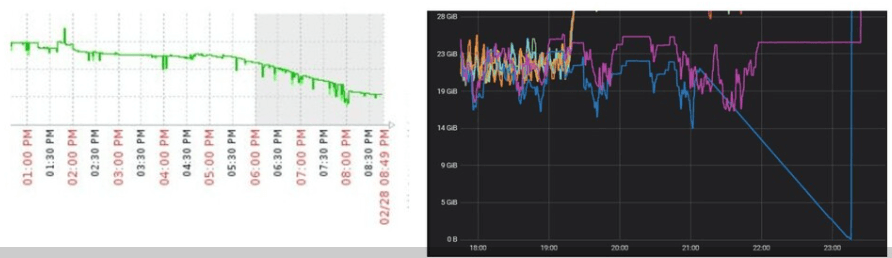 01:00 PM
01:30 PM
02:00 PM
02:30 PM
03:00 PM
03:30 PM
04:00 PM
04:30 PM
05:00 PM
05:30 PM
06:00 PM
06:30 PM
07:00 PM
07:30 PM
08:00 PM
08:30 PM
02/28 08:49 PM
28 GiB
23 GiB
19 GiB
14 GiB
9 GiB
5 GiB
0 B
18:00 19:00 20:00 21:00 22:00 23:00